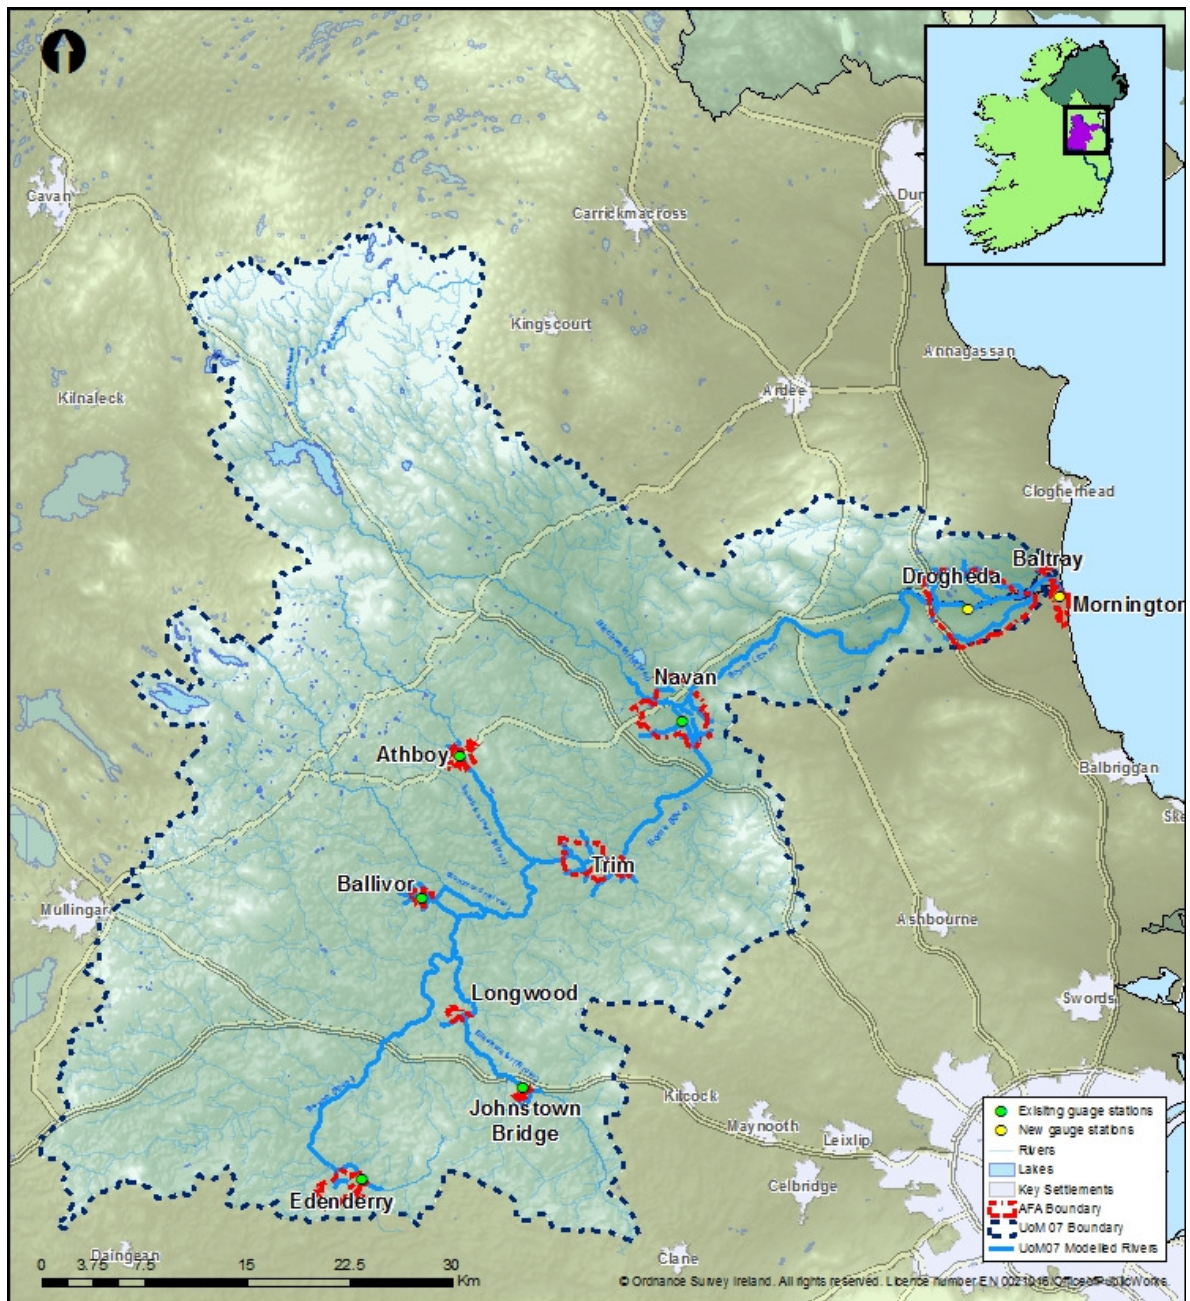 Cavan
Carrickmacross
Dun
Kingscourt
Annagassan
Kilnaleck
Ardee
Clogherhead
Baltray
Drogheda
Mornington
Navan
Athboy
Balbriggan
Ske
Trim
Ballivor
Mullingar
Ashbourne
Longwood
Swords
Johnstown
Bridge
Kilcock
Maynooth
Leixlip
Celbridge
Edenderry
Daingean
Clane
Exisitng guage stations
New gauge stations
Rivers
Lakes
Key Settlements
AFA Boundary
UoM 07 Boundary
UoM07 Modelled Rivers
0 3.75 7.5 15 22.5 30
Km
© Ordnance Survey Ireland. All rights reserved. Licence number EN 0021016/OfficeofPublicWorks.